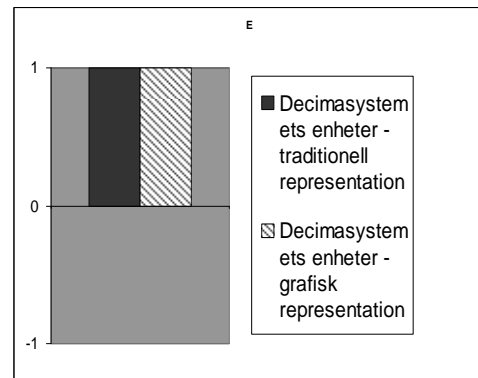 E
1
0
-1
Decimasystem
ets enheter -
traditionell
representation
Decimasystem
ets enheter -
grafisk
representation